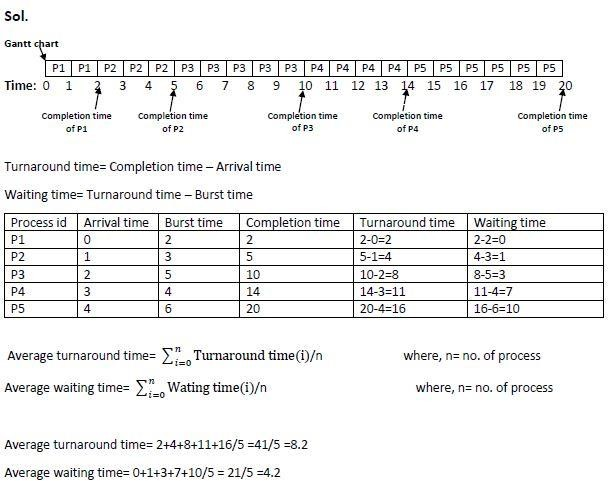 Sol.
Gantt chart
P1 P1 P2 P2 P2 P3 P3 P3 P3 P3 P4 P4 P4 P4 P5 P5 P5 P5 P5 P5
Time: 0 1 2 3 4 5 6 7 8 9 10 11 12 13 14 15 16 17 18 19 20
Completion time Completion time Completion time Completion time Completion time
of P1 of P2 of P3 of P4 of P5
Turnaround time= Completion time – Arrival time
Waiting time= Turnaround time – Burst time
Process id Arrival time Burst time Completion time Turnaround time Waiting time
P1 0 2 2 2-0=2 2-2=0
P2 1 3 5 5-1=4 4-3=1
P3 2 5 10 10-2=8 8-5=3
P4 3 4 14 14-3=11 11-4=7
P5 4 6 20 20-4=16 16-6=10
Average turnaround time= ∑ⁿᵢ₌₀ Turnaround time(i)/n where, n= no. of process
Average waiting time= ∑ⁿᵢ₌₀ Wating time(i)/n where, n= no. of process
Average turnaround time= 2+4+8+11+16/5 =41/5 =8.2
Average waiting time= 0+1+3+7+10/5 = 21/5 =4.2